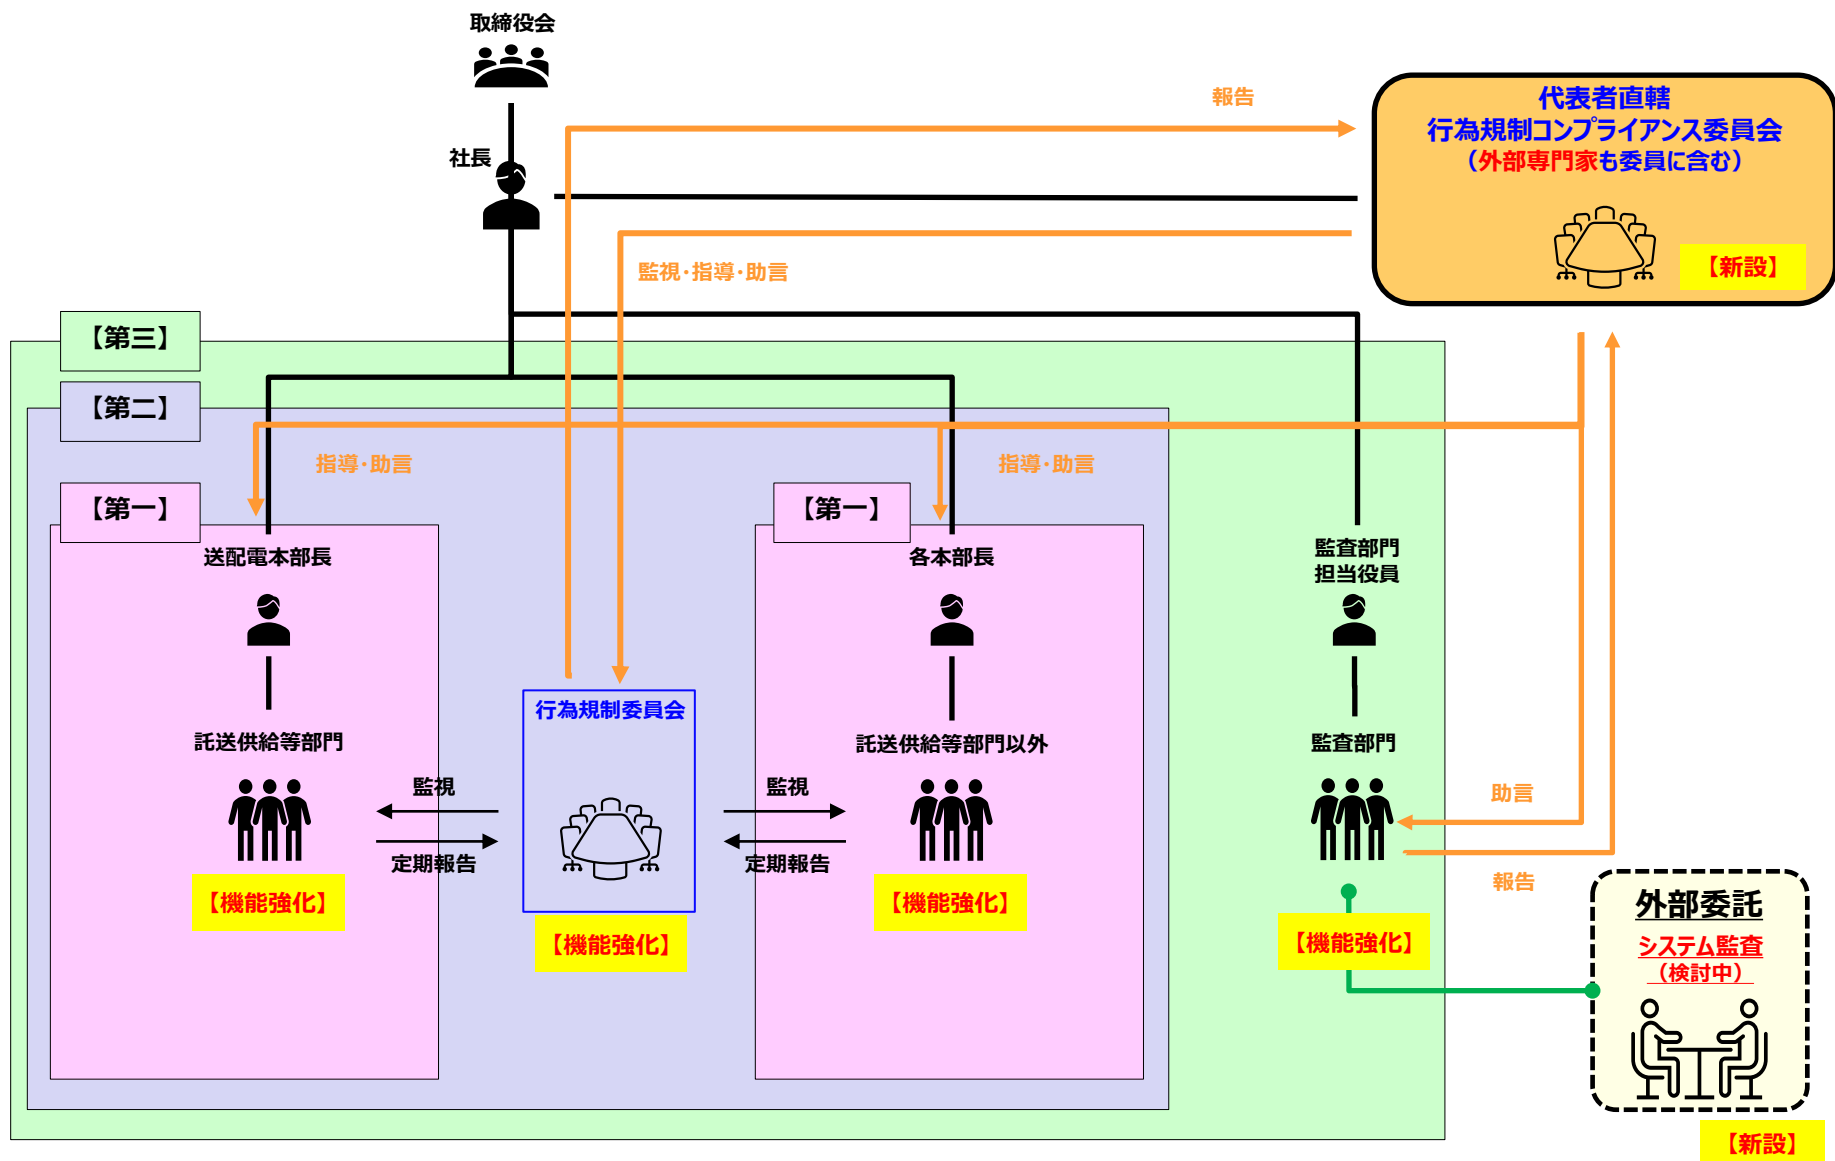 取締役会
社長
報告
代表者直轄
行為規制コンプライアンス委員会
（外部専門家も委員に含む）
【新設】
監視･指導･助言
【第三】
【第二】
指導･助言
指導･助言
【第一】
【第一】
送配電本部長
各本部長
監査部門
担当役員
行為規制委員会
託送供給等部門
託送供給等部門以外
監査部門
監視
定期報告
監視
定期報告
助言
報告
【機能強化】
【機能強化】
【機能強化】
【機能強化】
外部委託
システム監査
（検討中）
【新設】